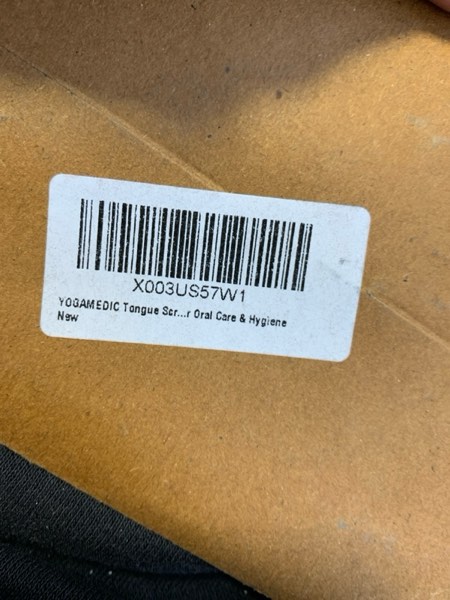 X003US57W1
YOGAMEDIC Tongue Scr...r Oral Care & Hygiene
New